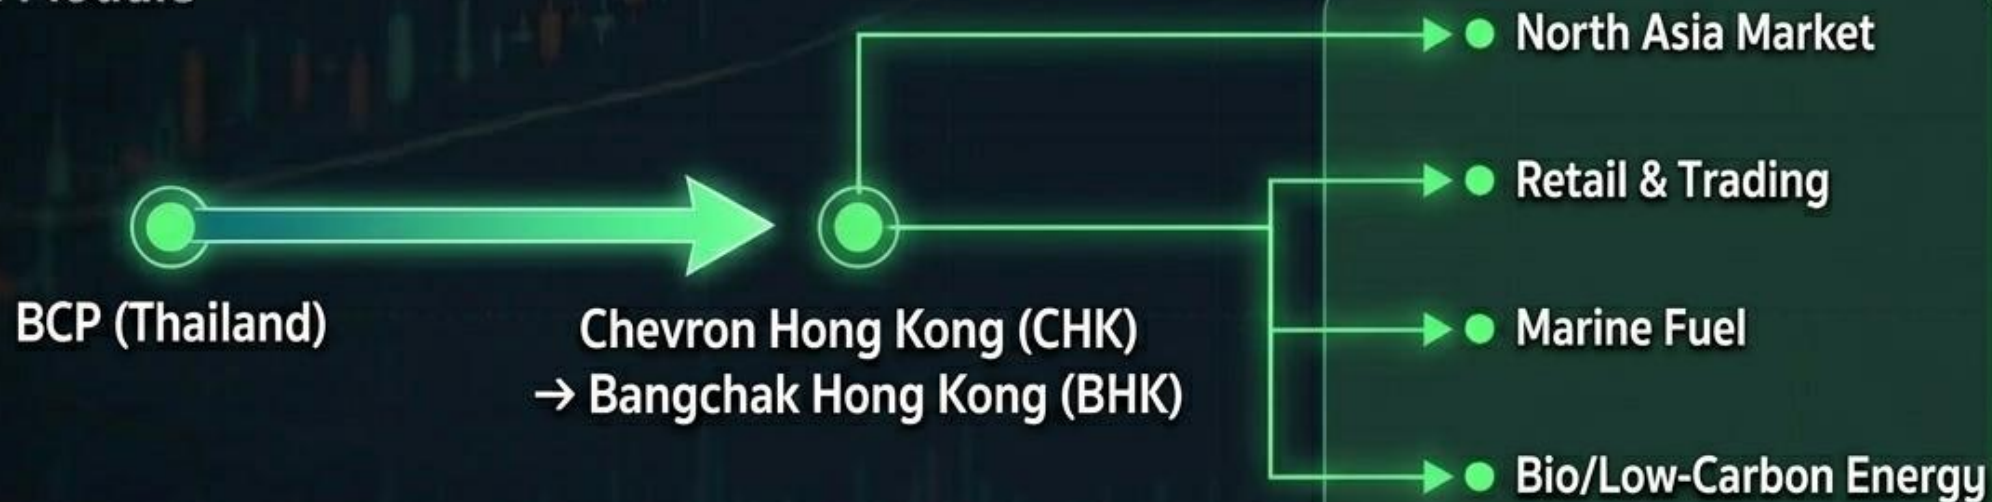 BCP (Thailand)
Chevron Hong Kong (CHK)
→ Bangchak Hong Kong (BHK)
North Asia Market
Retail & Trading
Marine Fuel
Bio/Low-Carbon Energy